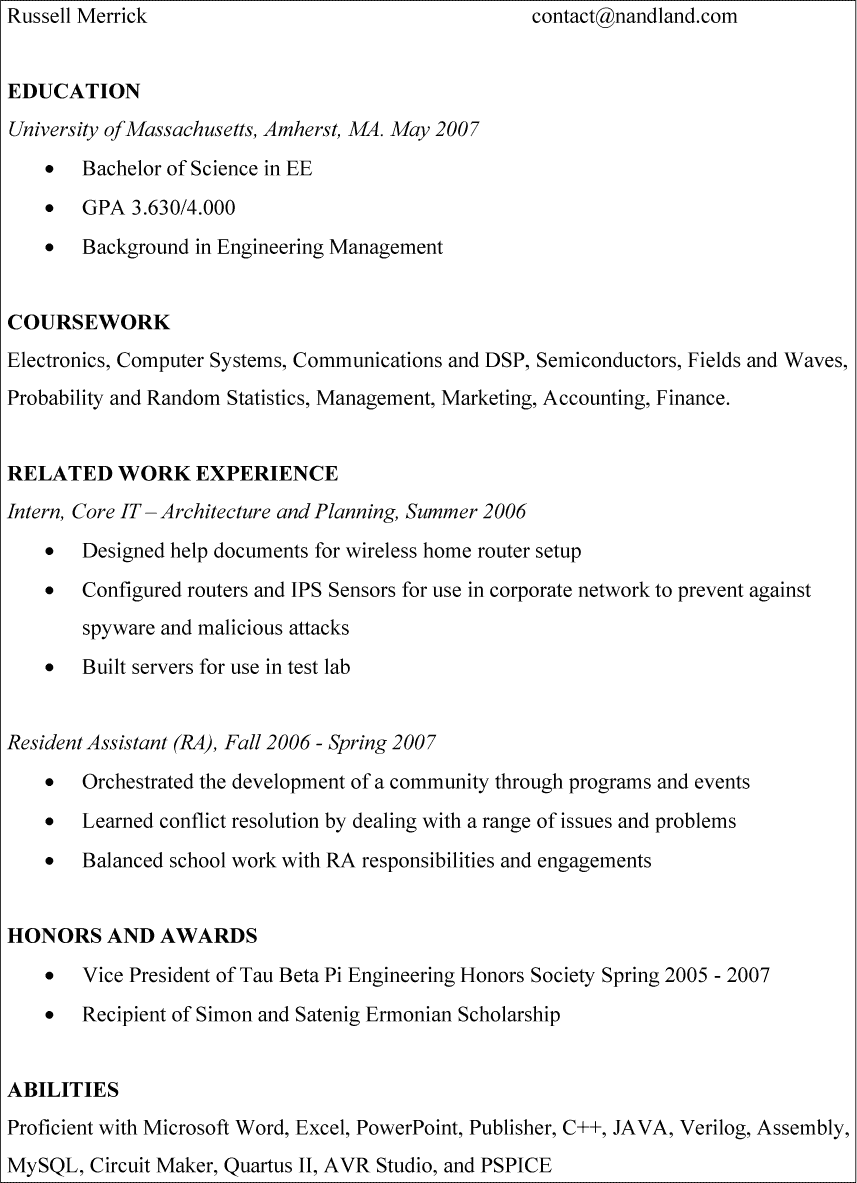 Russell Merrick contact@nandland.com
EDUCATION
University of Massachusetts, Amherst, MA. May 2007
• Bachelor of Science in EE
• GPA 3.630/4.000
• Background in Engineering Management
COURSEWORK
Electronics, Computer Systems, Communications and DSP, Semiconductors, Fields and Waves,
Probability and Random Statistics, Management, Marketing, Accounting, Finance.
RELATED WORK EXPERIENCE
Intern, Core IT – Architecture and Planning, Summer 2006
• Designed help documents for wireless home router setup
• Configured routers and IPS Sensors for use in corporate network to prevent against
spyware and malicious attacks
• Built servers for use in test lab
Resident Assistant (RA), Fall 2006 - Spring 2007
• Orchestrated the development of a community through programs and events
• Learned conflict resolution by dealing with a range of issues and problems
• Balanced school work with RA responsibilities and engagements
HONORS AND AWARDS
• Vice President of Tau Beta Pi Engineering Honors Society Spring 2005 - 2007
• Recipient of Simon and Satenig Ermonian Scholarship
ABILITIES
Proficient with Microsoft Word, Excel, PowerPoint, Publisher, C++, JAVA, Verilog, Assembly,
MySQL, Circuit Maker, Quartus II, AVR Studio, and PSPICE